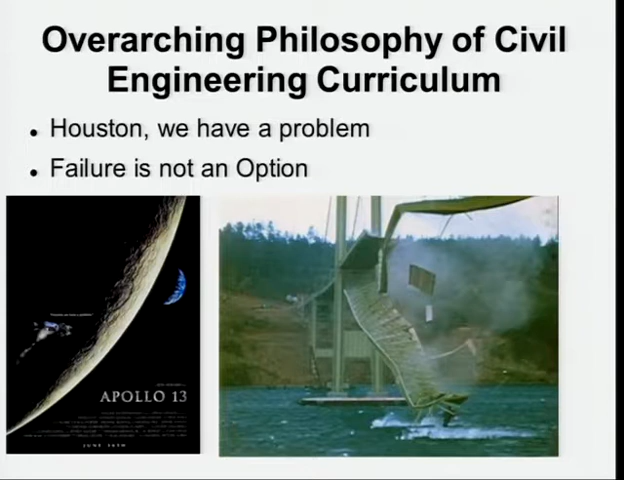 Overarching Philosophy of Civil
Engineering Curriculum
• Houston, we have a problem
• Failure is not an Option
APOLLO 13